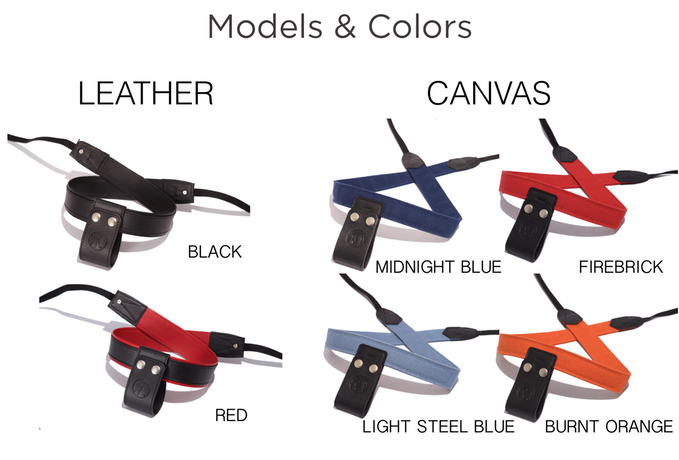 Models & Colors
LEATHER
CANVAS
BLACK
MIDNIGHT BLUE
FIREBRICK
RED
LIGHT STEEL BLUE
BURNT ORANGE